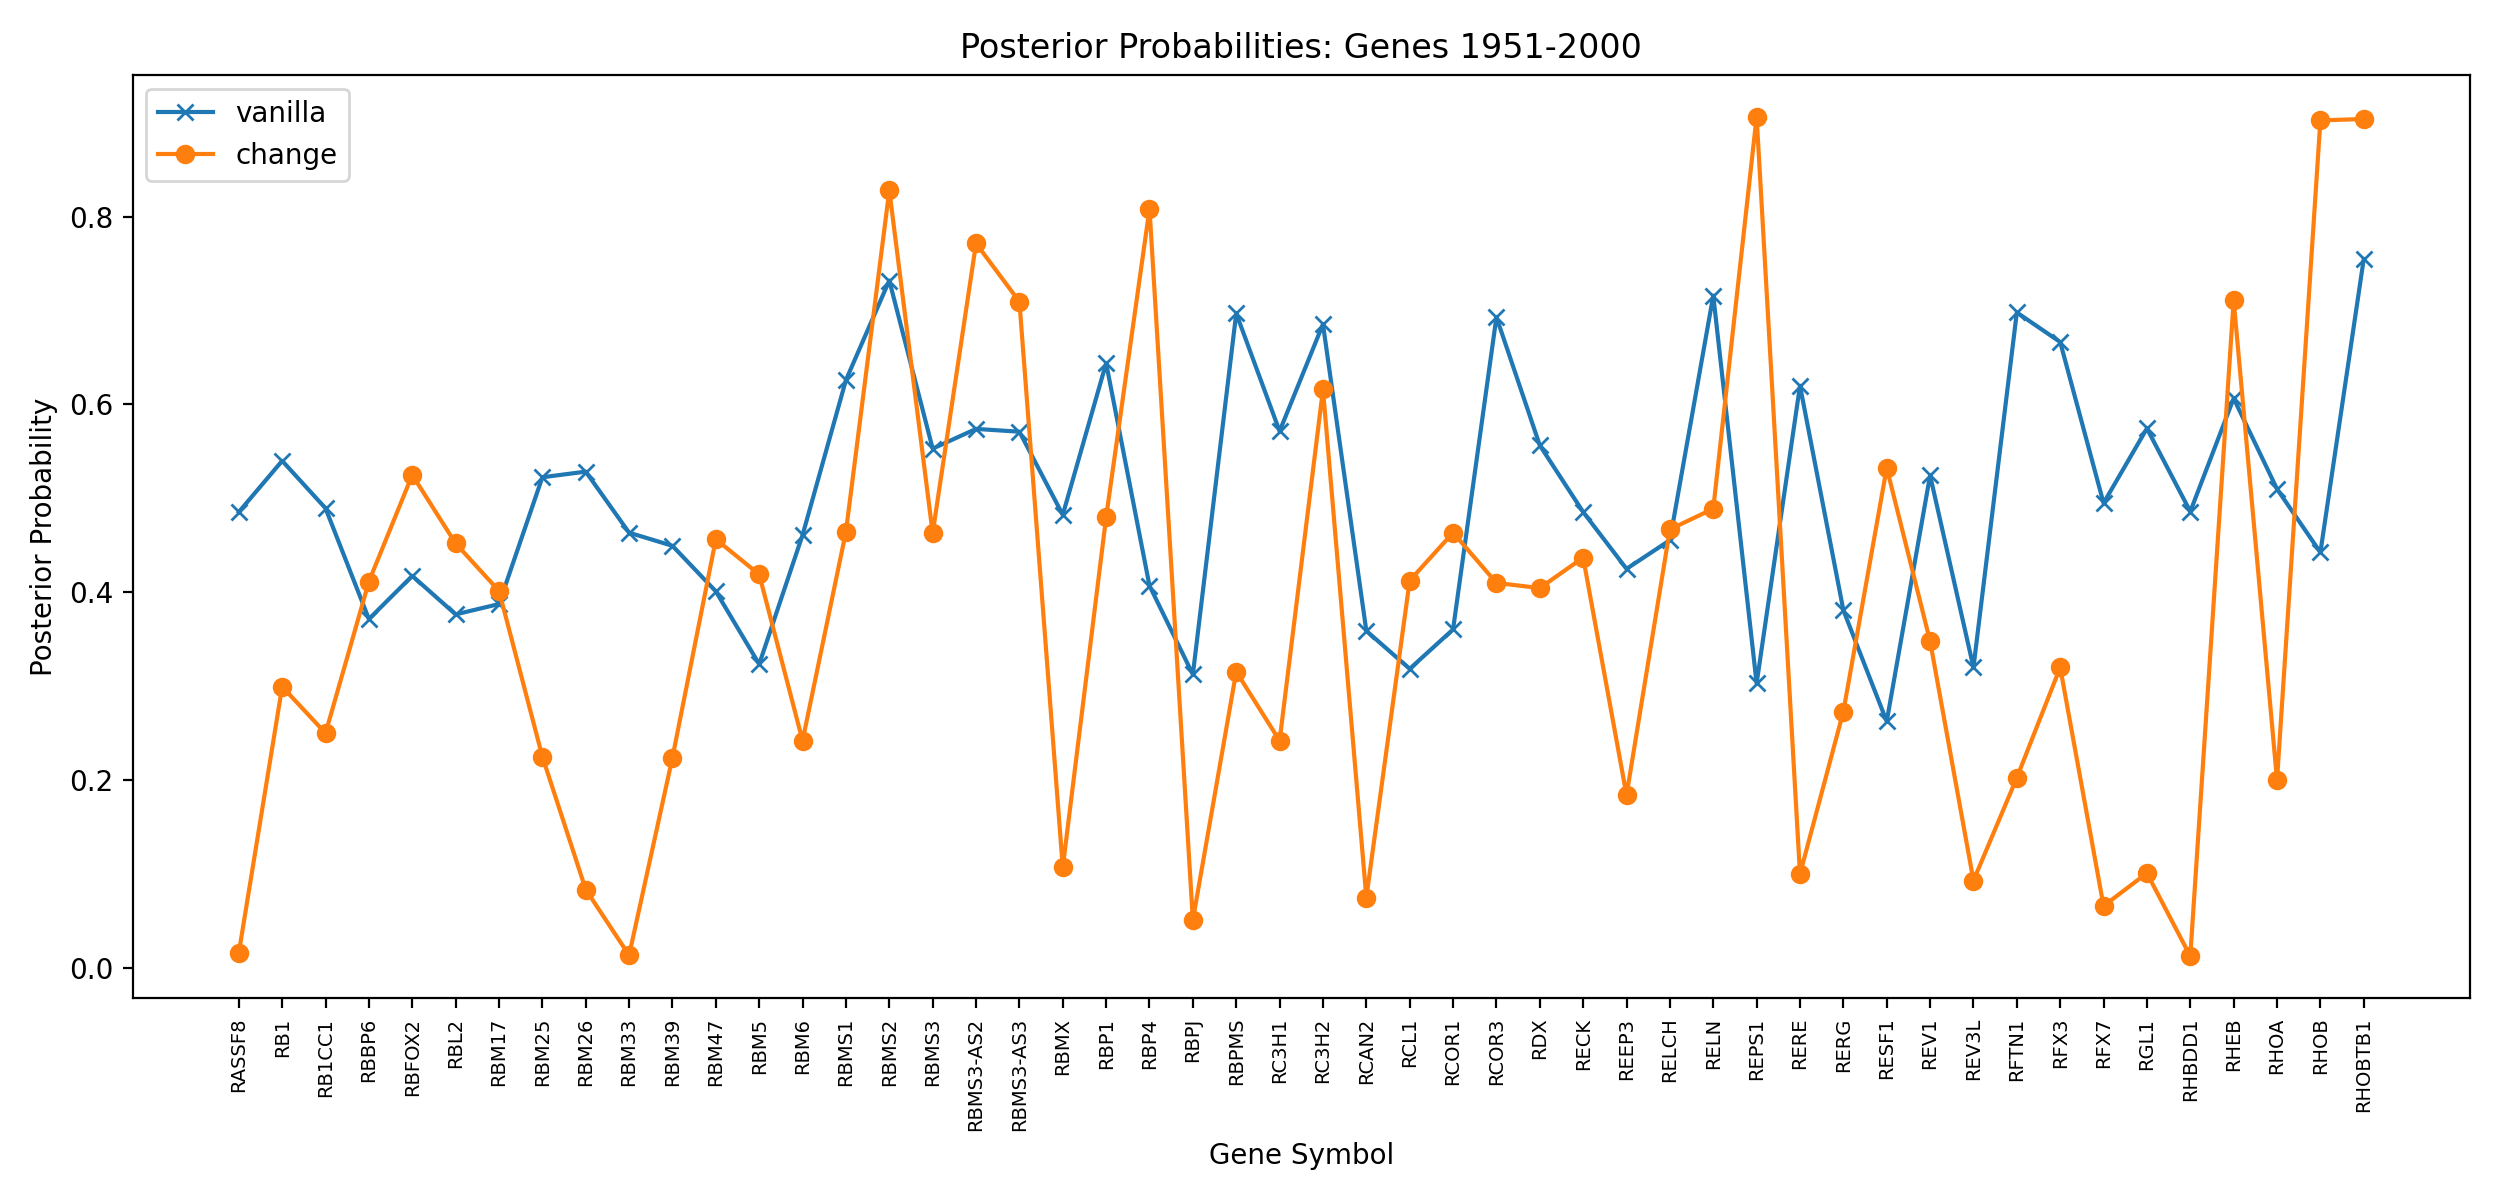 Posterior Probabilities: Genes 1951-2000
vanilla
change
Posterior Probability
0.8
0.6
0.4
0.2
0.0
RASSF8
RB1
RB1CC1
RBBP6
RBFOX2
RBL2
RBM17
RBM25
RBM26
RBM33
RBM39
RBM47
RBM5
RBM6
RBMS1
RBMS2
RBMS3
RBMS3-AS2
RBMS3-AS3
RBMX
RBP1
RBP4
RBPJ
RBPMS
RC3H1
RC3H2
RCAN2
RCL1
RCOR1
RCOR3
RDX
RECK
REEP3
RELCH
RELN
REPS1
RERE
RERG
RESF1
REV1
REV3L
RFTN1
RFX3
RFX7
RGL1
RHBDD1
RHEB
RHOA
RHOB
RHOBTB1
Gene Symbol